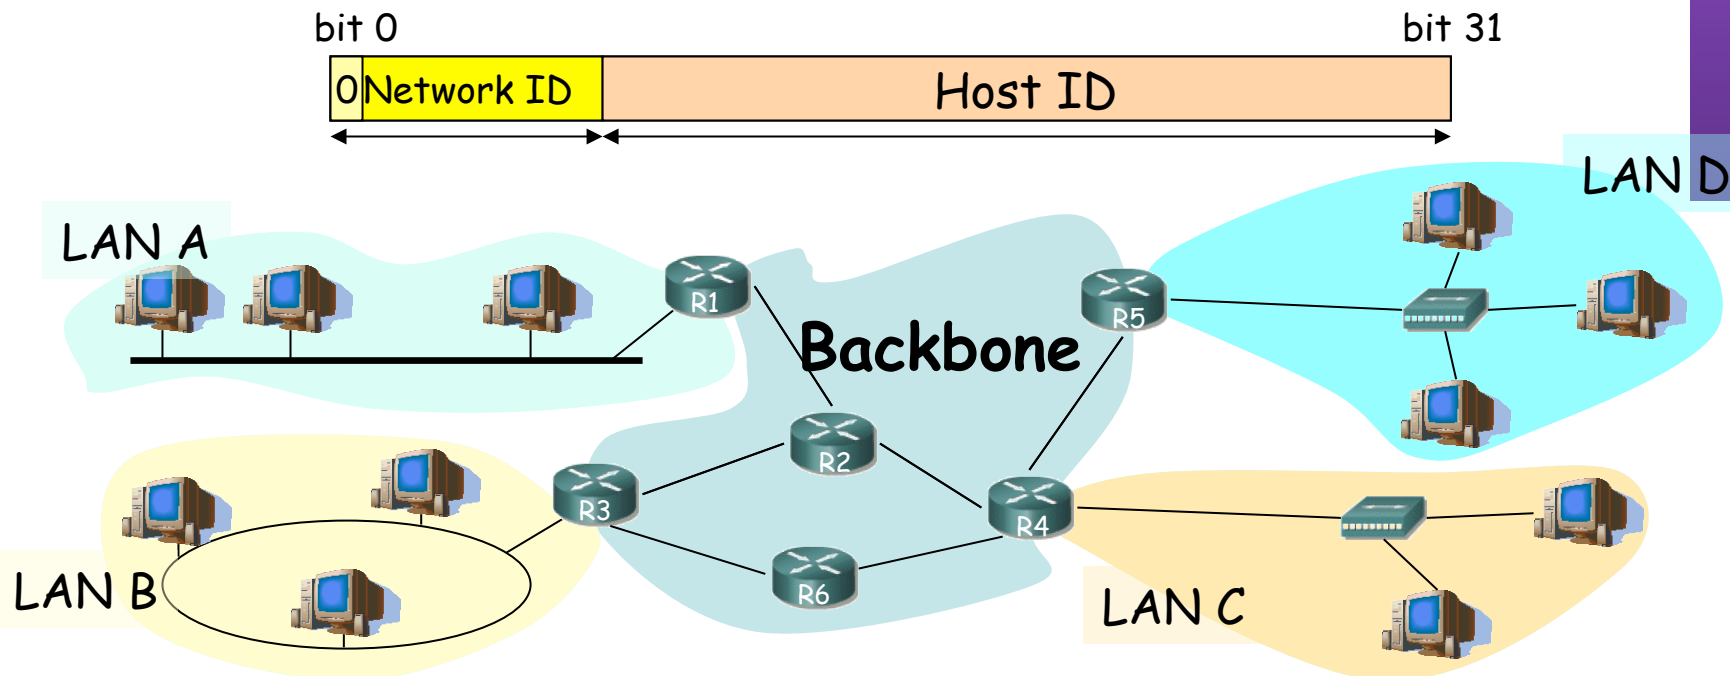 bit 0
bit 31
0 Network ID
Host ID
LAN D
LAN A
R1
R5
Backbone
R2
R3
R4
R6
LAN B
LAN C